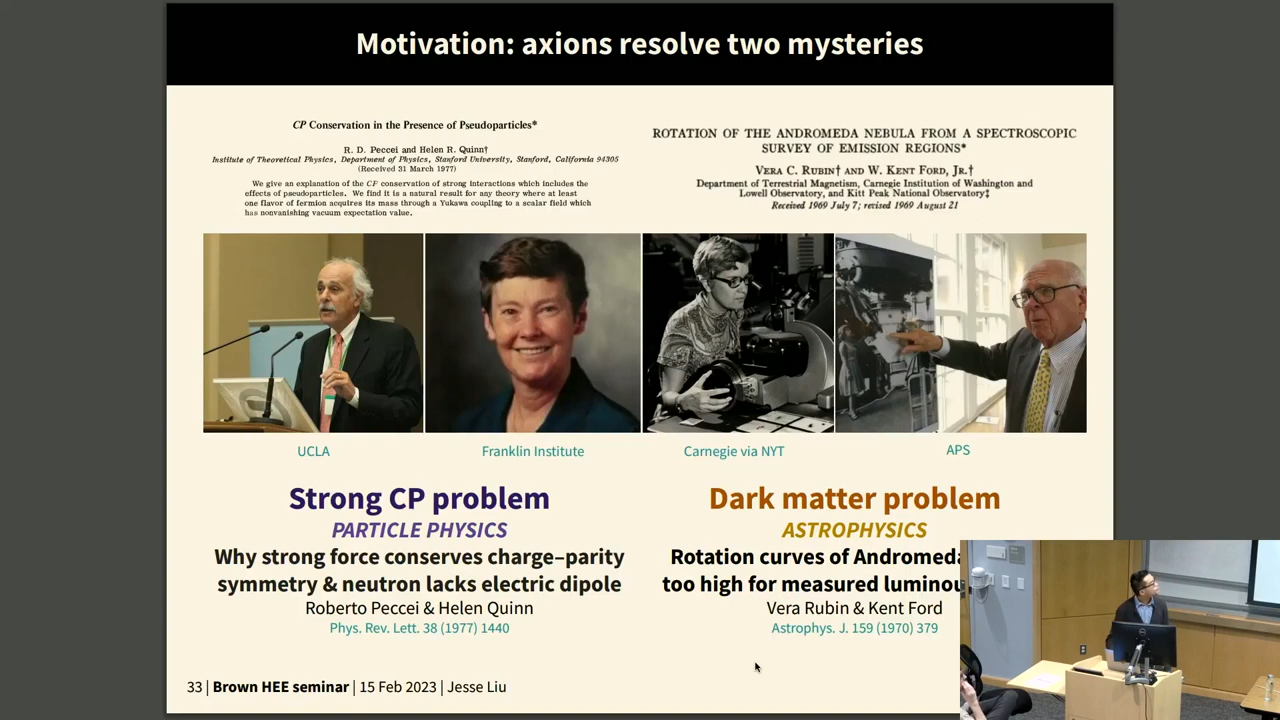 Motivation: axions resolve two mysteries
CP Conservation in the Presence of Pseudoparticles*
R. D. Peccei and Helen R. Quinn†
Institute of Theoretical Physics, Department of Physics, Stanford University, Stanford, California 94305
(Received 31 March 1977)
We give an explanation of the CP conservation of strong interactions which includes the
effects of pseudoparticles. We find it is a natural result for any theory where at least
one flavor of fermion acquires its mass through a Yukawa coupling to a scalar field which
has nonvanishing vacuum expectation value.
ROTATION OF THE ANDROMEDA NEBULA FROM A SPECTROSCOPIC
SURVEY OF EMISSION REGIONS*
VERA C. RUBIN† AND W. KENT FORD, JR.†
Department of Terrestrial Magnetism, Carnegie Institution of Washington and
Lowell Observatory, and Kitt Peak National Observatory‡
Received 1969 July 7; revised 1969 August 21
UCLA
Franklin Institute
Carnegie via NYT
APS
Strong CP problem
PARTICLE PHYSICS
Why strong force conserves charge–parity
symmetry & neutron lacks electric dipole
Roberto Peccei & Helen Quinn
Phys. Rev. Lett. 38 (1977) 1440
Dark matter problem
ASTROPHYSICS
Rotation curves of Andromeda
too high for measured
Vera Rubin & Kent Ford
Astrophys. J. 159 (1970) 379
33 | Brown HEE seminar | 15 Feb 2023 | Jesse Liu